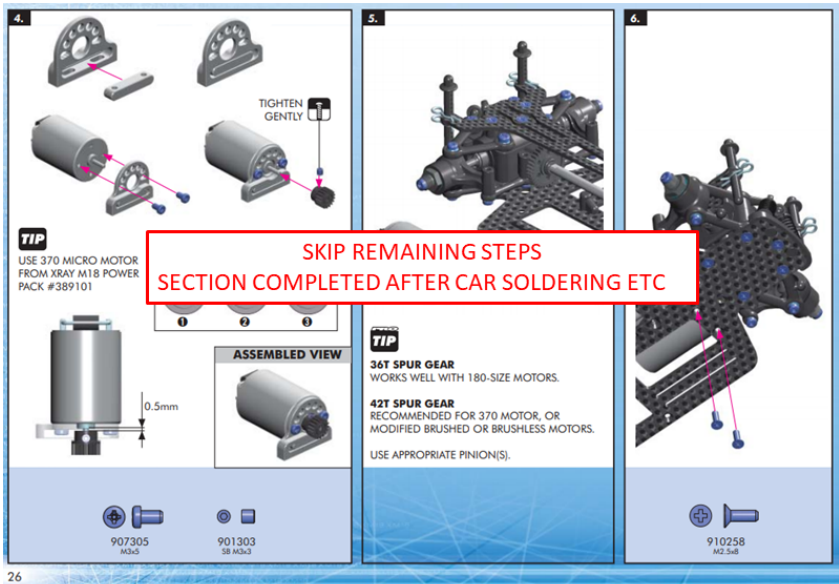 4.
TIGHTEN
GENTLY
TIP
USE 370 MICRO MOTOR
FROM XRAY M18 POWER
PACK #389101
1 2 3
0.5mm
ASSEMBLED VIEW
907305
M3x5
901303
SB M3x3
5.
SKIP REMAINING STEPS
SECTION COMPLETED AFTER CAR SOLDERING ETC
TIP
36T SPUR GEAR
WORKS WELL WITH 180-SIZE MOTORS.
42T SPUR GEAR
RECOMMENDED FOR 370 MOTOR, OR
MODIFIED BRUSHED OR BRUSHLESS MOTORS.
USE APPROPRIATE PINION(S).
6.
910258
M2.5x8
26